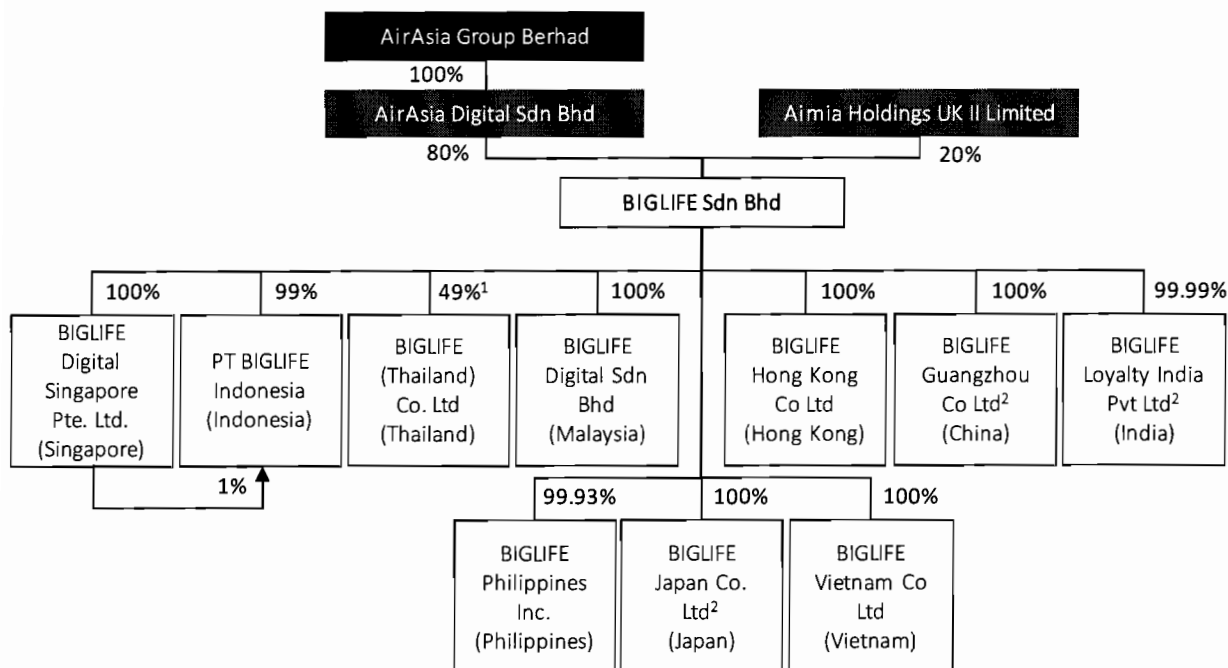 AirAsia Group Berhad
100%
AirAsia Digital Sdn Bhd
Aimia Holdings UK II Limited
80%
20%
BIGLIFE Sdn Bhd
100%
99%
49%¹
100%
100%
100%
99.99%
BIGLIFE
Digital
Singapore
Pte. Ltd.
(Singapore)
PT BIGLIFE
Indonesia
(Indonesia)
BIGLIFE
(Thailand)
Co. Ltd
(Thailand)
BIGLIFE
Digital Sdn
Bhd
(Malaysia)
BIGLIFE
Hong Kong
Co Ltd
(Hong Kong)
BIGLIFE
Guangzhou
Co Ltd²
(China)
BIGLIFE
Loyalty India
Pvt Ltd²
(India)
1%
99.93%
100%
100%
BIGLIFE
Philippines
Inc.
(Philippines)
BIGLIFE
Japan Co.
Ltd²
(Japan)
BIGLIFE
Vietnam Co
Ltd
(Vietnam)